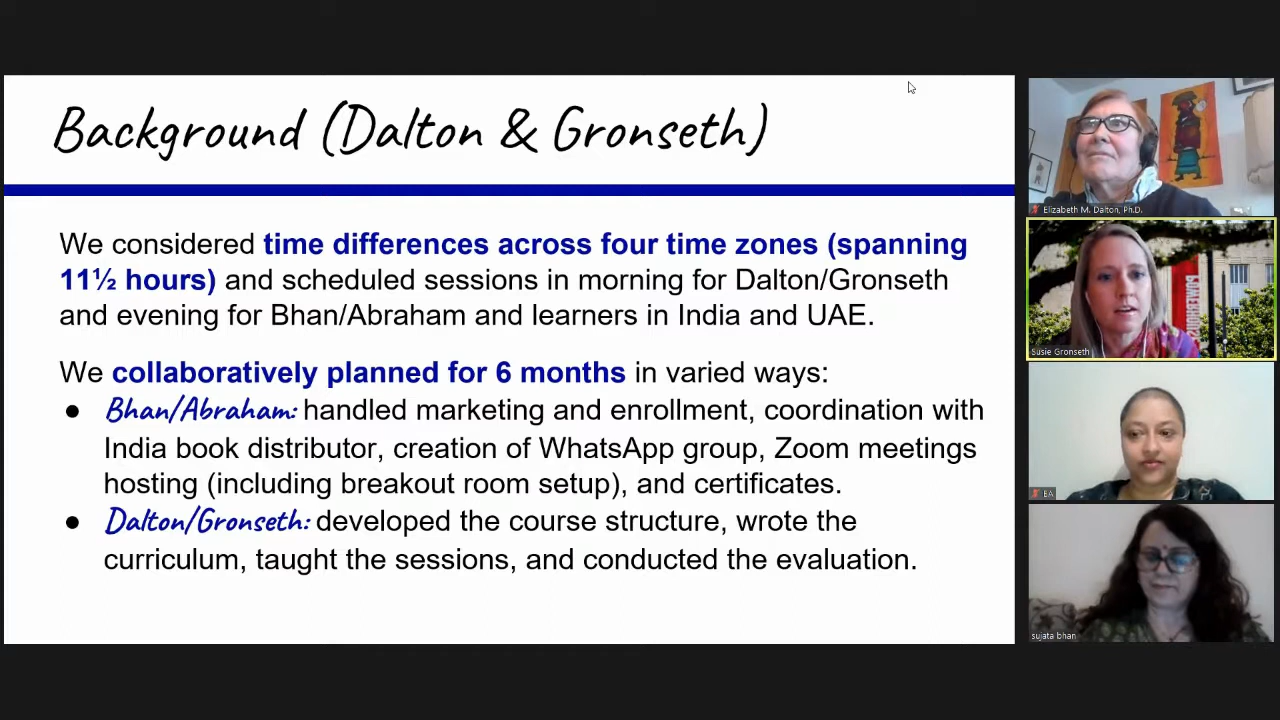 Background (Dalton & Gronseth)
We considered time differences across four time zones (spanning
11½ hours) and scheduled sessions in morning for Dalton/Gronseth
and evening for Bhan/Abraham and learners in India and UAE.
We collaboratively planned for 6 months in varied ways:
● Bhan/Abraham: handled marketing and enrollment, coordination with
India book distributor, creation of WhatsApp group, Zoom meetings
hosting (including breakout room setup), and certificates.
● Dalton/Gronseth: developed the course structure, wrote the
curriculum, taught the sessions, and conducted the evaluation.
Elizabeth M. Dalton, Ph.D.
Susie Gronseth
EA
sujata bhan